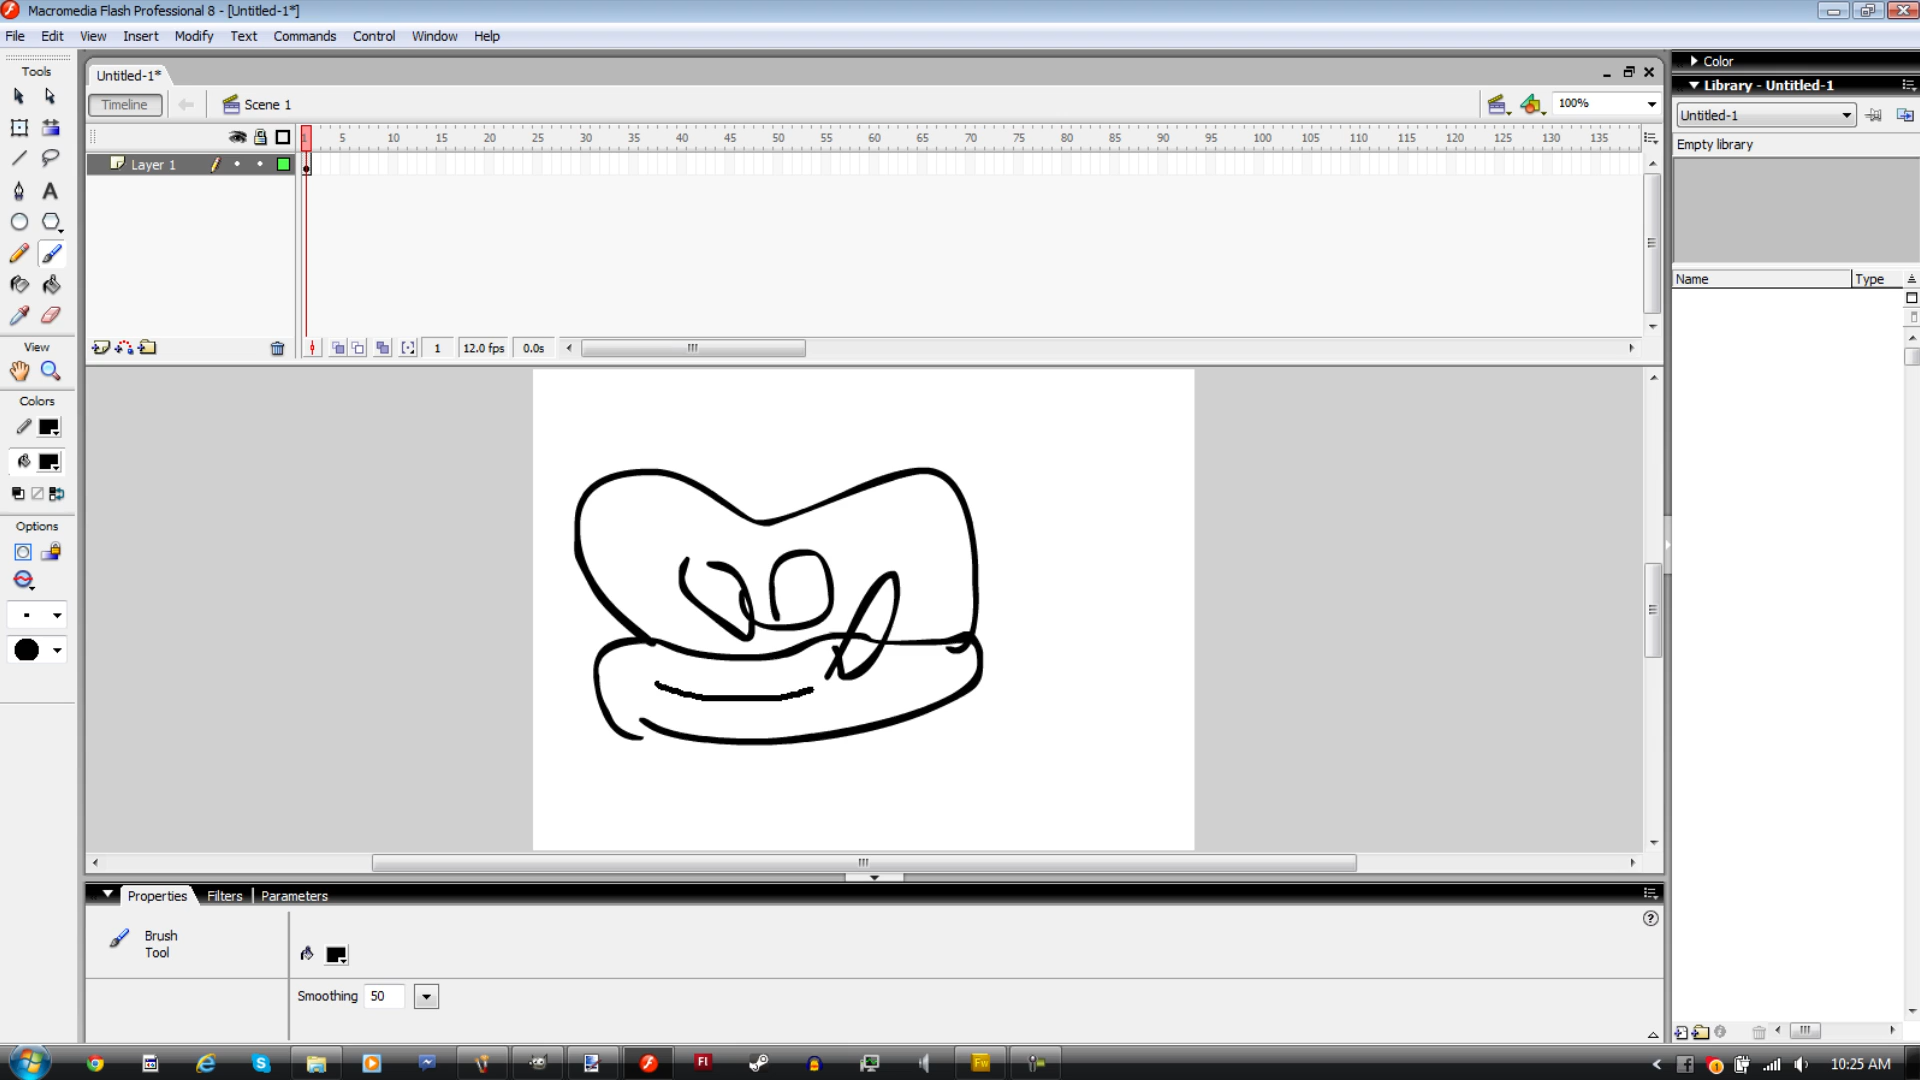 Macromedia Flash Professional 8 - [Untitled-1*]
File Edit View Insert Modify Text Commands Control Window Help
Tools
Untitled-1*
Color
Library - Untitled-1
Timeline Scene 1 100%
Untitled-1
Empty library
1 5 10 15 20 25 30 35 40 45 50 55 60 65 70 75 80 85 90 95 100 105 110 115 120 125 130 135
Layer 1
Name Type
1 12.0 fps 0.0s
View
Colors
Options
Properties Filters Parameters
Brush
Tool
Smoothing 50
10:25 AM